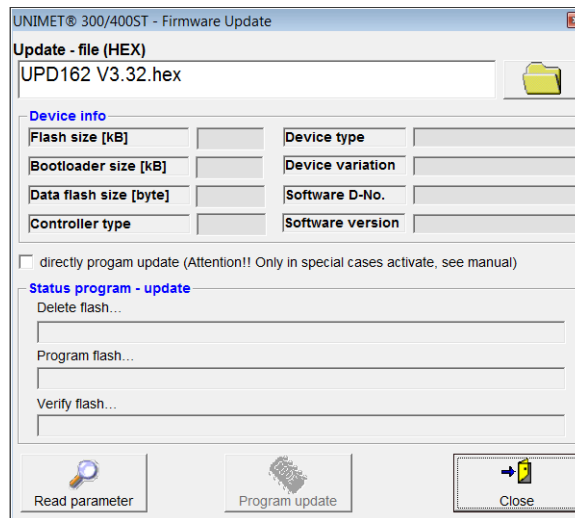 UNIMET® 300/400ST - Firmware Update
Update - file (HEX)
UPD162 V3.32.hex
Device info
Flash size [kB]
Device type
Bootloader size [kB]
Device variation
Data flash size [byte]
Software D-No.
Controller type
Software version
directly progam update (Attention!! Only in special cases activate, see manual)
Status program - update
Delete flash...
Program flash...
Verify flash...
Read parameter
Program update
Close